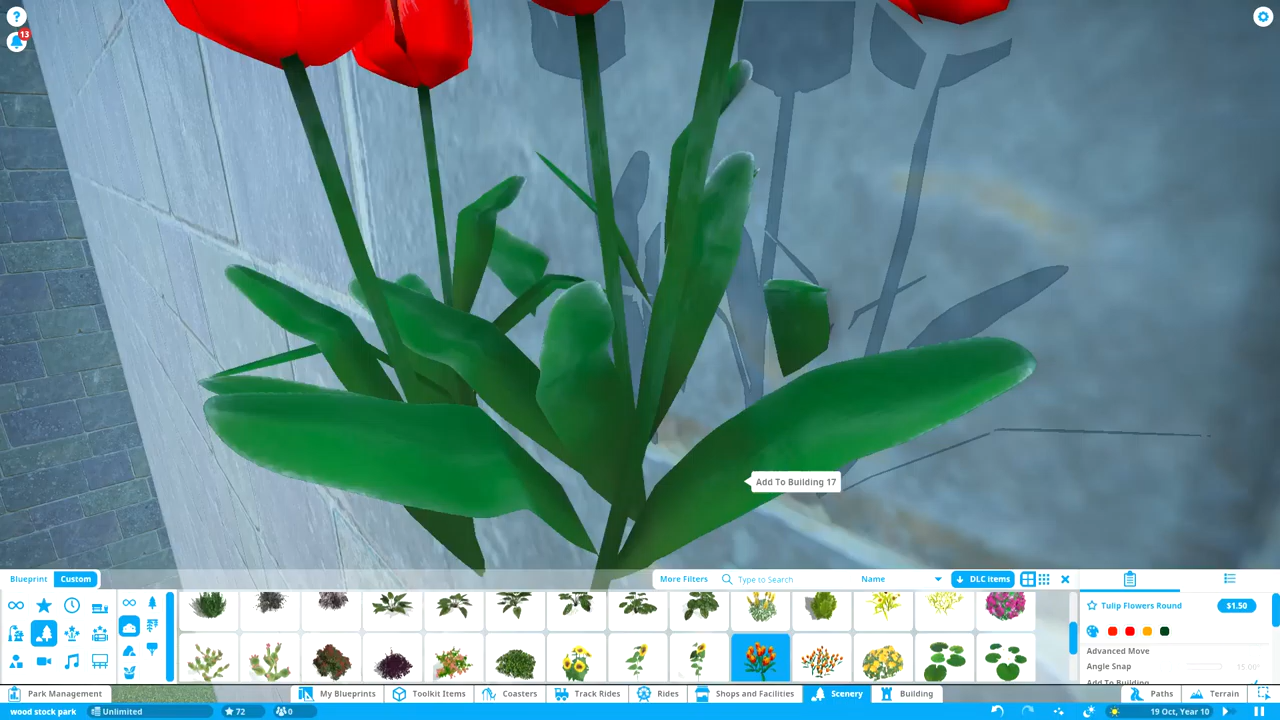 ?
13
Add To Building 17
Blueprint Custom More Filters Type to Search Name DLC items
Tulip Flowers Round $1.50
Advanced Move
Angle Snap 15.00°
Park Management My Blueprints Toolkit Items Coasters Track Rides Rides Shops and Facilities Scenery Building Paths Terrain
wood stock park Unlimited 72 0 19 Oct, Year 10